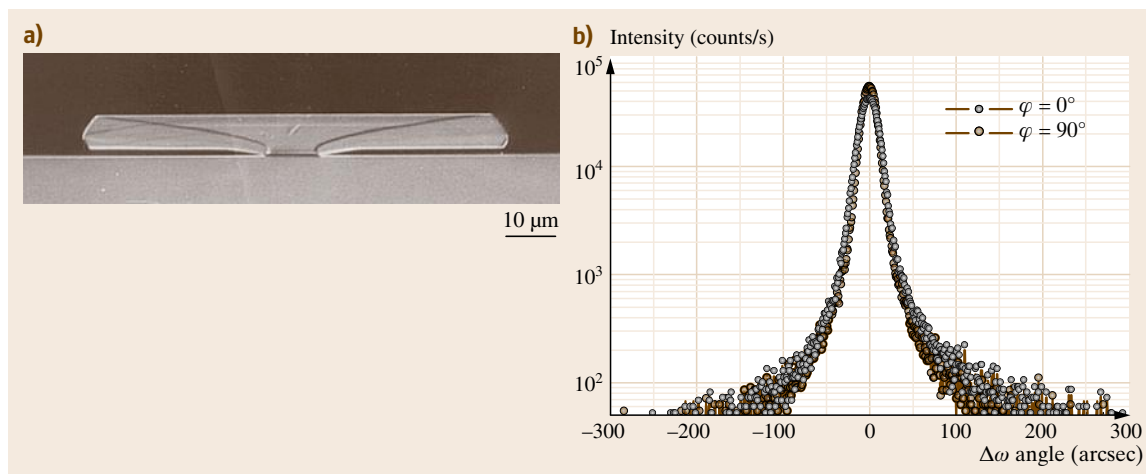 a)
10 µm
b) Intensity (counts/s)
10⁵
10⁴
10³
10²
φ = 0°
φ = 90°
–300 –200 –100 0 100 200 300
Δω angle (arcsec)